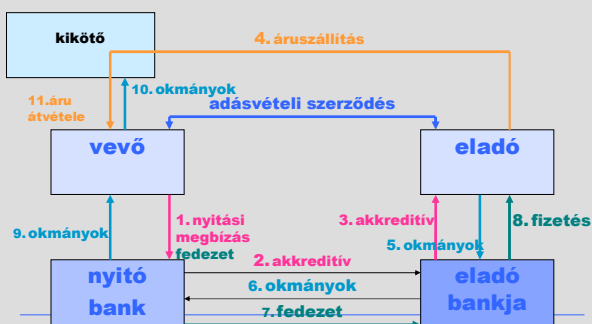 kikötő
4. áruszállítás
10. okmányok
11.áru
átvétele
adásvételi szerződés
vevő
eladó
9. okmányok
1. nyitási
megbízás
fedezet
3. akkreditív
8. fizetés
5. okmányok
2. akkreditív
nyitó
bank
6. okmányok
7. fedezet
eladó
bankja